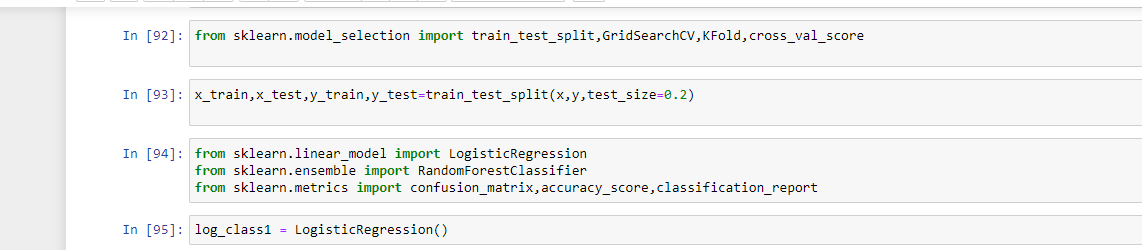 In [92]: from sklearn.model_selection import train_test_split,GridSearchCV,KFold,cross_val_score
In [93]: x_train,x_test,y_train,y_test=train_test_split(x,y,test_size=0.2)
In [94]: from sklearn.linear_model import LogisticRegression
from sklearn.ensemble import RandomForestClassifier
from sklearn.metrics import confusion_matrix,accuracy_score,classification_report
In [95]: log_class1 = LogisticRegression()